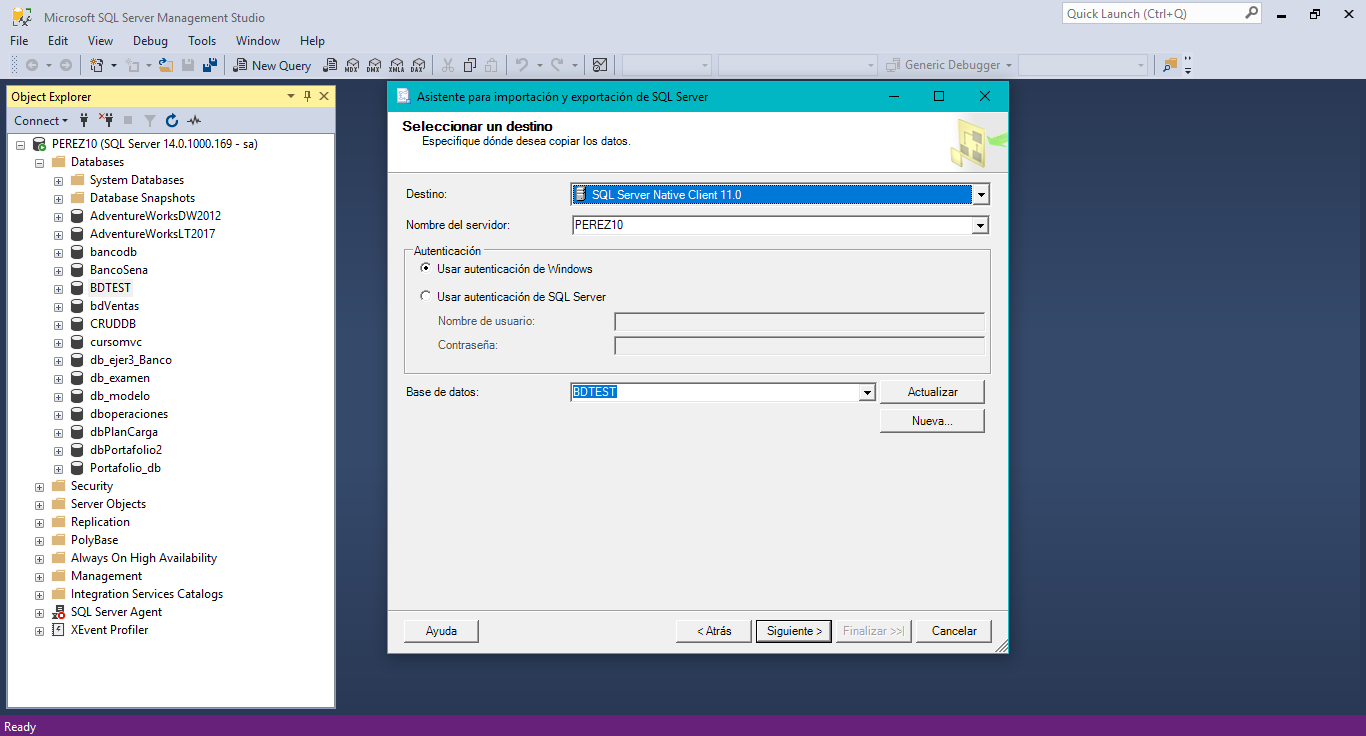 Microsoft SQL Server Management Studio
Quick Launch (Ctrl+Q)
File Edit View Debug Tools Window Help
New Query MDX DMX XMLA DAX Generic Debugger
Object Explorer
Connect
PEREZ10 (SQL Server 14.0.1000.169 - sa)
Databases
System Databases
Database Snapshots
AdventureWorksDW2012
AdventureWorksLT2017
bancodb
BancoSena
BDTEST
bdVentas
CRUDDB
cursomvc
db_ejer3_Banco
db_examen
db_modelo
dboperaciones
dbPlanCarga
dbPortafolio2
Portafolio_db
Security
Server Objects
Replication
PolyBase
Always On High Availability
Management
Integration Services Catalogs
SQL Server Agent
XEvent Profiler
Asistente para importación y exportación de SQL Server
Seleccionar un destino
Especifique dónde desea copiar los datos.
Destino: SQL Server Native Client 11.0
Nombre del servidor: PEREZ10
Autenticación
Usar autenticación de Windows
Usar autenticación de SQL Server
Nombre de usuario:
Contraseña:
Base de datos: BDTEST Actualizar
Nueva...
Ayuda < Atrás Siguiente > Finalizar >>| Cancelar
Ready